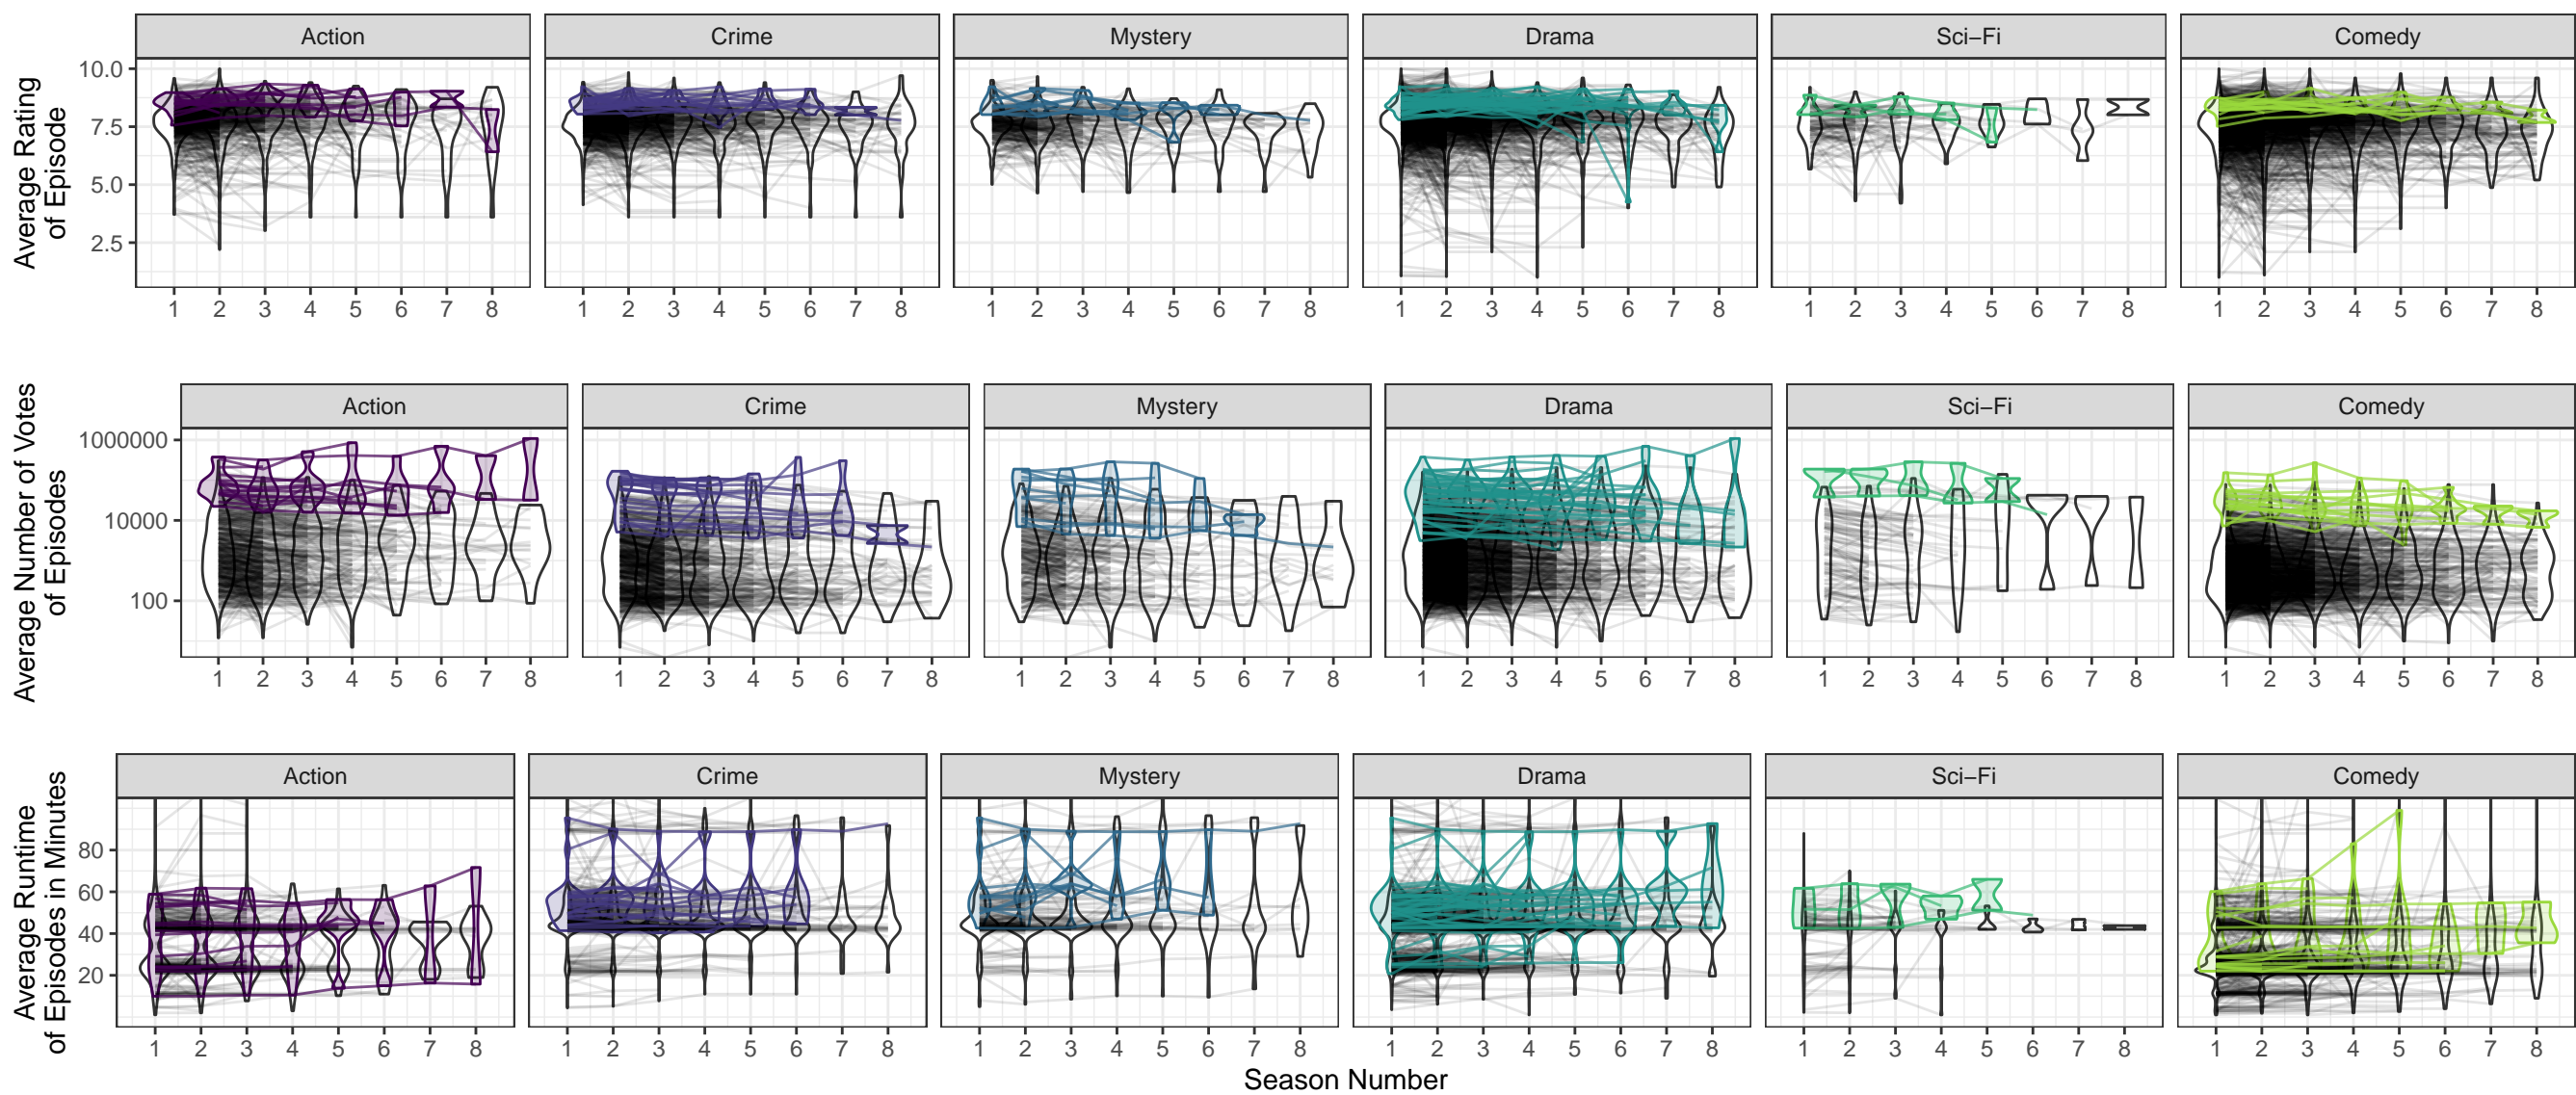 Action Crime Mystery Drama Sci−Fi Comedy
Average Rating
of Episode
10.0
7.5
5.0
2.5
1 2 3 4 5 6 7 8 1 2 3 4 5 6 7 8 1 2 3 4 5 6 7 8 1 2 3 4 5 6 7 8 1 2 3 4 5 6 7 8 1 2 3 4 5 6 7 8
Action Crime Mystery Drama Sci−Fi Comedy
Average Number of Votes
of Episodes
1000000
10000
100
1 2 3 4 5 6 7 8 1 2 3 4 5 6 7 8 1 2 3 4 5 6 7 8 1 2 3 4 5 6 7 8 1 2 3 4 5 6 7 8 1 2 3 4 5 6 7 8
Action Crime Mystery Drama Sci−Fi Comedy
Average Runtime
of Episodes in Minutes
80
60
40
20
1 2 3 4 5 6 7 8 1 2 3 4 5 6 7 8 1 2 3 4 5 6 7 8 1 2 3 4 5 6 7 8 1 2 3 4 5 6 7 8 1 2 3 4 5 6 7 8
Season Number